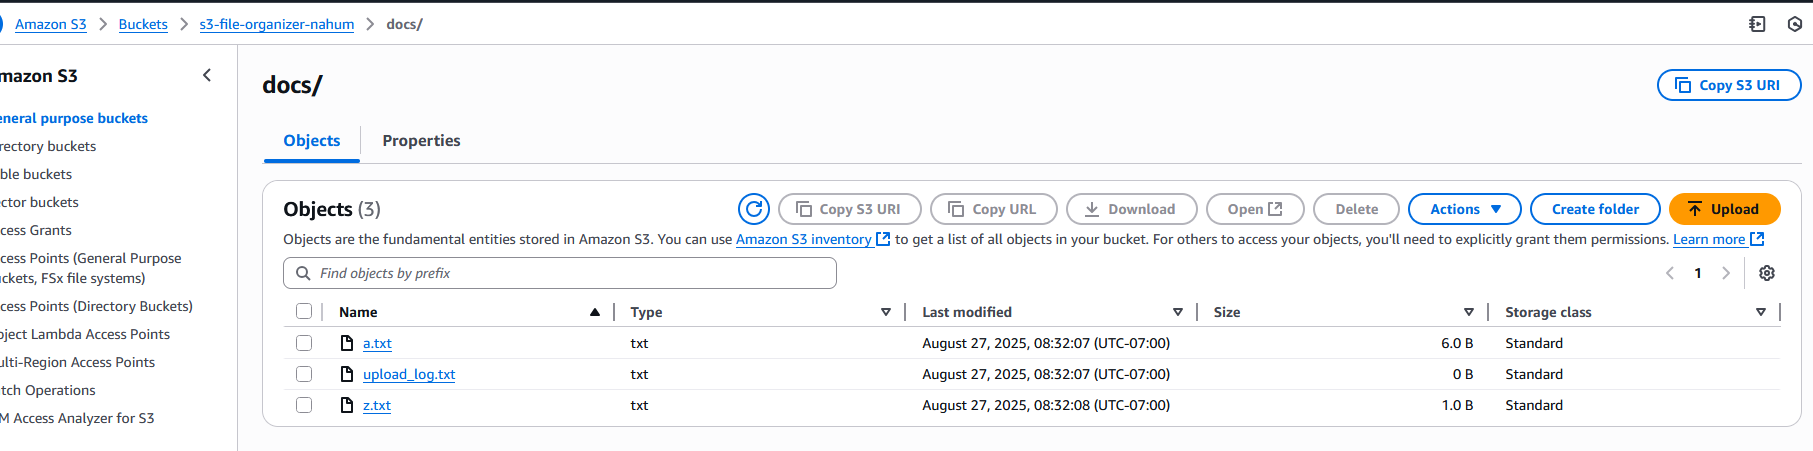 Amazon S3 > Buckets > s3-file-organizer-nahum > docs/
mazon S3
eneral purpose buckets
rectory buckets
ble buckets
ector buckets
cess Grants
cess Points (General Purpose
uckets, FSx file systems)
cess Points (Directory Buckets)
oject Lambda Access Points
ulti-Region Access Points
tch Operations
M Access Analyzer for S3
docs/
Copy S3 URI
Objects Properties
Objects (3)
Copy S3 URI Copy URL Download Open Delete Actions Create folder Upload
Objects are the fundamental entities stored in Amazon S3. You can use Amazon S3 inventory to get a list of all objects in your bucket. For others to access your objects, you'll need to explicitly grant them permissions. Learn more
Find objects by prefix
1
Name Type Last modified Size Storage class
a.txt txt August 27, 2025, 08:32:07 (UTC-07:00) 6.0 B Standard
upload_log.txt txt August 27, 2025, 08:32:07 (UTC-07:00) 0 B Standard
z.txt txt August 27, 2025, 08:32:08 (UTC-07:00) 1.0 B Standard